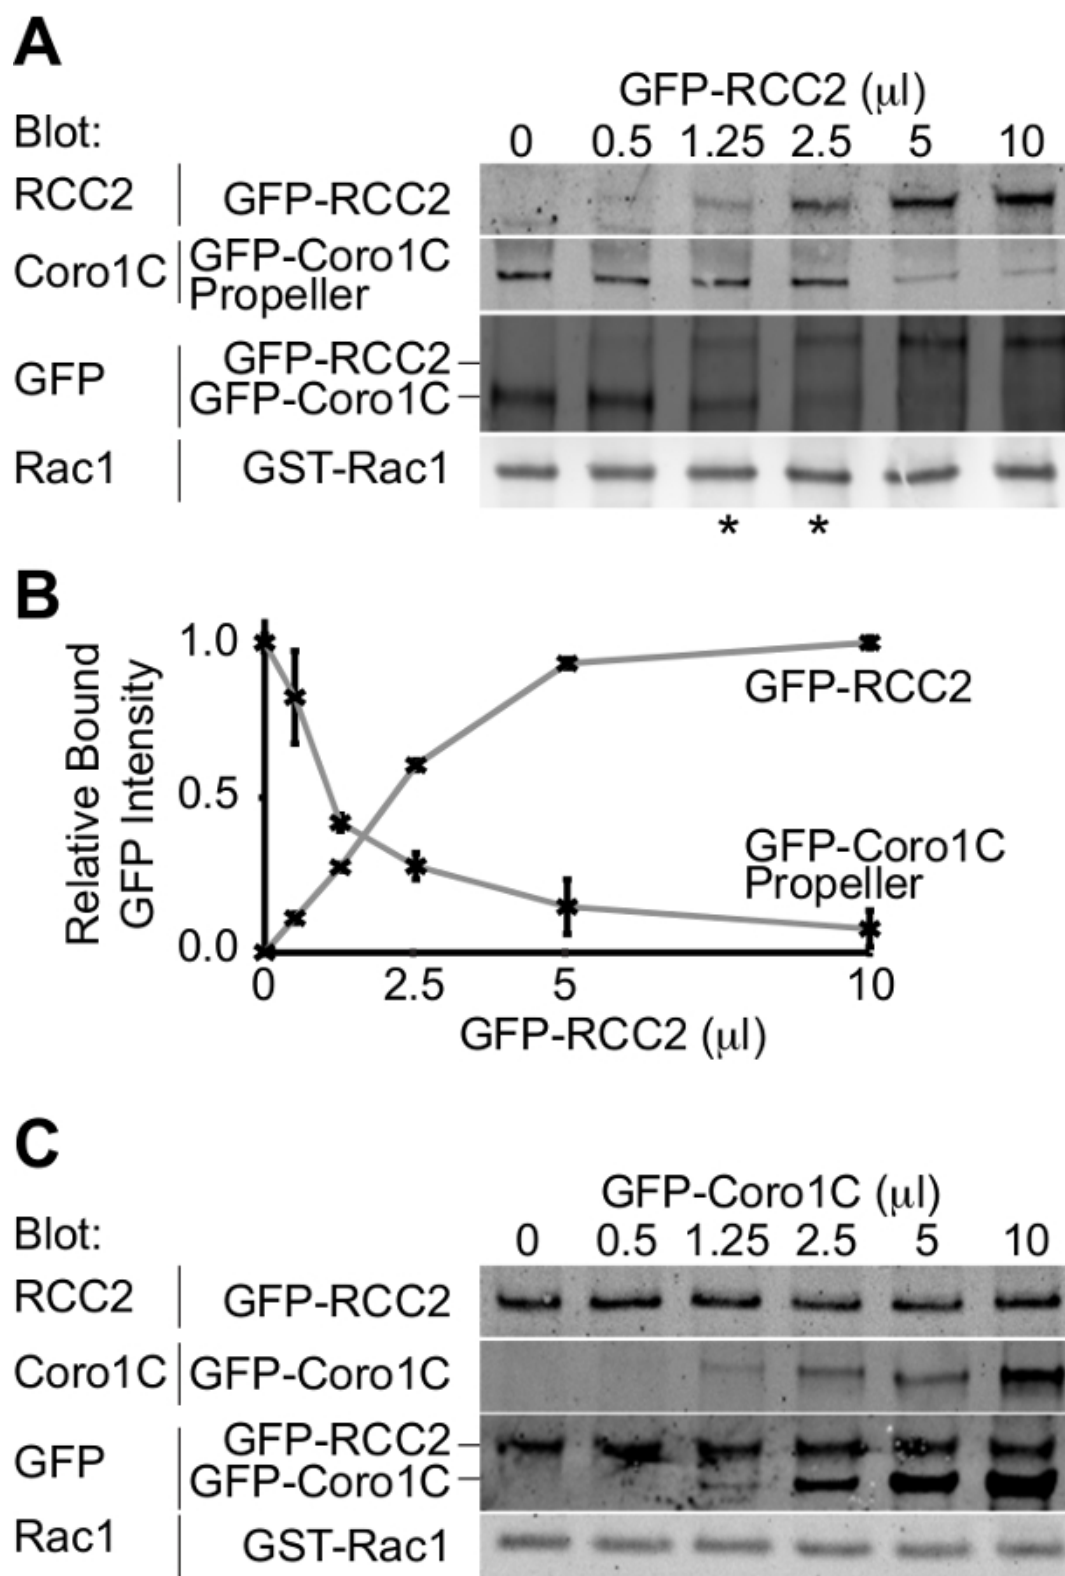 A
GFP-RCC2 (μl)
Blot:
0 0.5 1.25 2.5 5 10
RCC2 GFP-RCC2
Coro1C GFP-Coro1C
Propeller
GFP
GFP-RCC2
GFP-Coro1C
Rac1 GST-Rac1
* *
B
Relative Bound
GFP Intensity
1.0
0.5
0.0
GFP-RCC2
GFP-Coro1C
Propeller
0 2.5 5 10
GFP-RCC2 (μl)
C
GFP-Coro1C (μl)
Blot:
0 0.5 1.25 2.5 5 10
RCC2 GFP-RCC2
Coro1C GFP-Coro1C
GFP
GFP-RCC2
GFP-Coro1C
Rac1 GST-Rac1